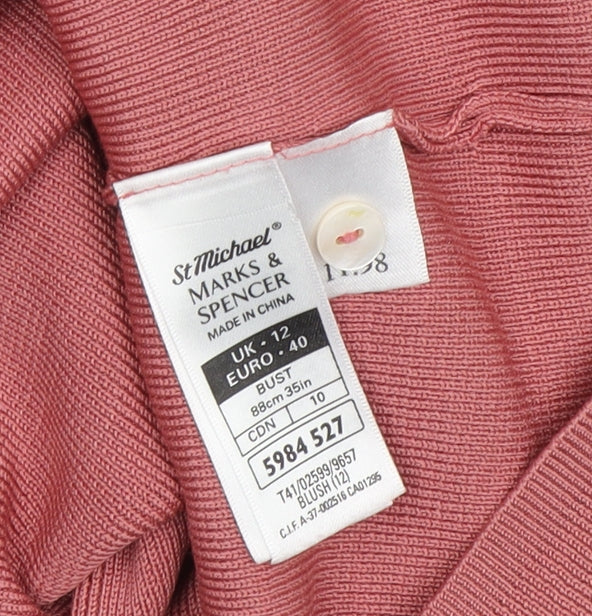 St Michael®
MARKS &
SPENCER
MADE IN CHINA
UK • 12
EURO • 40
BUST
88cm 35in
CDN 10
5984 527
T41/02599/9657
BLUSH (12)
C.I.F. A-37-002516 CA01295